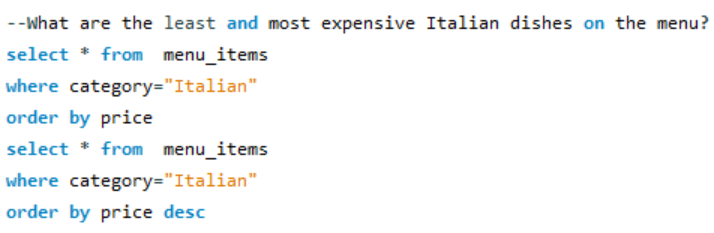 --What are the least and most expensive Italian dishes on the menu?
select * from  menu_items
where category="Italian"
order by price
select * from  menu_items
where category="Italian"
order by price desc